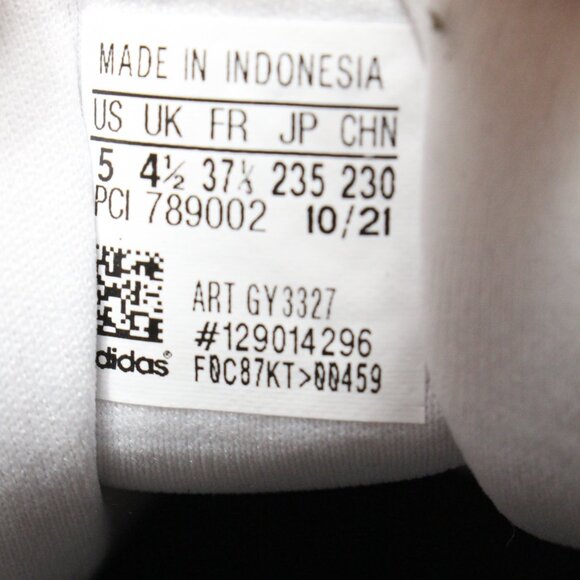 MADE IN INDONESIA
US UK FR JP CHN
5 4½ 37⅓ 235 230
PCI 789002 10/21
ART GY3327
#129014296
F0C87KT>00459
adidas®